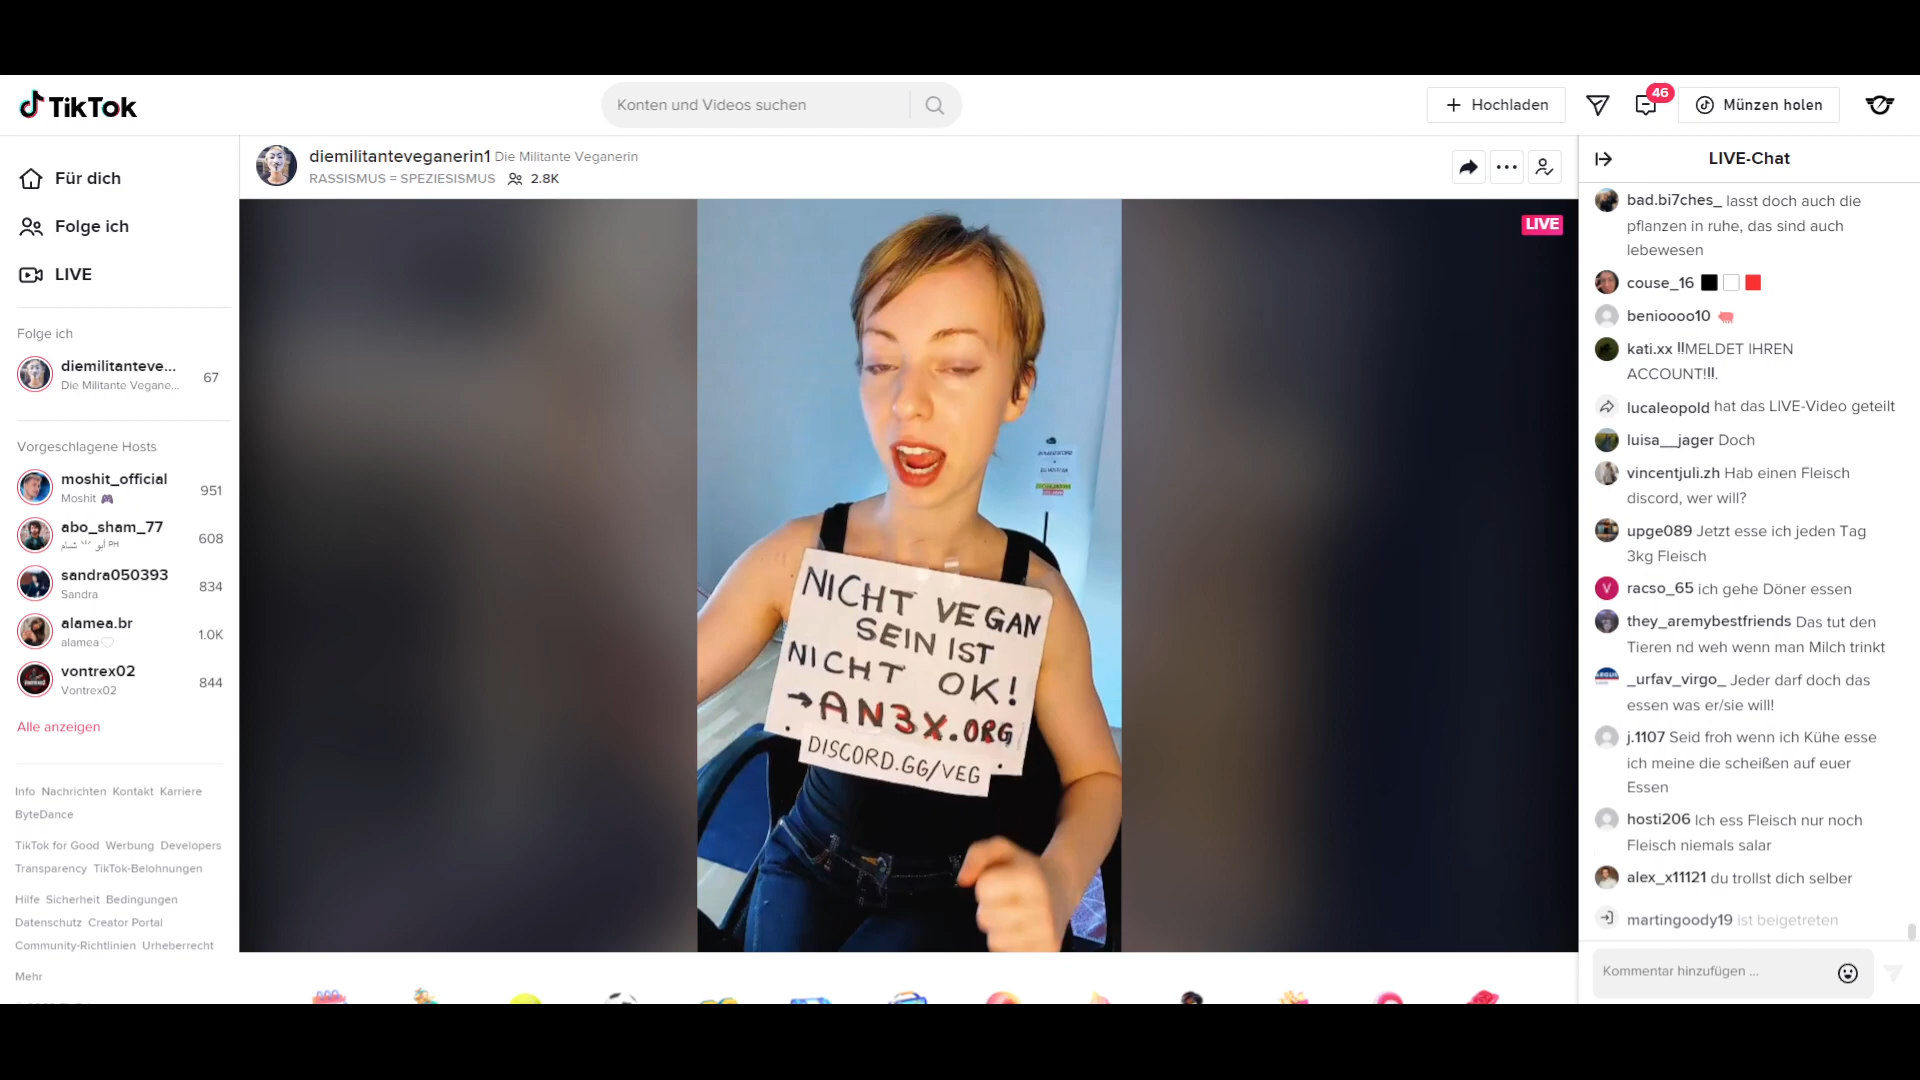 TikTok
Konten und Videos suchen
Hochladen
46
Münzen holen
Für dich
Folge ich
LIVE
Folge ich
diemilitanteve...
Die Militante Vegane...
67
Vorgeschlagene Hosts
moshit_official
Moshit
951
abo_sham_77
608
sandra050393
Sandra
834
alamea.br
alamea
1.0K
vontrex02
Vontrex02
844
Alle anzeigen
Info Nachrichten Kontakt Karriere
ByteDance
TikTok for Good Werbung Developers
Transparency TikTok-Belohnungen
Hilfe Sicherheit Bedingungen
Datenschutz Creator Portal
Community-Richtlinien Urheberrecht
Mehr
diemilitanteveganerin1 Die Militante Veganerin
RASSISMUS = SPEZIESISMUS 2.8K
LIVE
NICHT VEGAN
SEIN IST
NICHT OK!
→AN3X.ORG
DISCORD.GG/VEG
LIVE-Chat
bad.bi7ches_ lasst doch auch die
pflanzen in ruhe, das sind auch
lebewesen
couse_16
benioooo10
kati.xx ‼MELDET IHREN
ACCOUNT!‼.
lucaleopold hat das LIVE-Video geteilt
luisa__jager Doch
vincentjuli.zh Hab einen Fleisch
discord, wer will?
upge089 Jetzt esse ich jeden Tag
3kg Fleisch
V
racso_65 ich gehe Döner essen
they_aremybestfriends Das tut den
Tieren nd weh wenn man Milch trinkt
_urfav_virgo_ Jeder darf doch das
essen was er/sie will!
j.1107 Seid froh wenn ich Kühe esse
ich meine die scheißen auf euer
Essen
hosti206 Ich ess Fleisch nur noch
Fleisch niemals salar
alex_x11121 du trollst dich selber
martingoody19 ist beigetreten
Kommentar hinzufügen ...